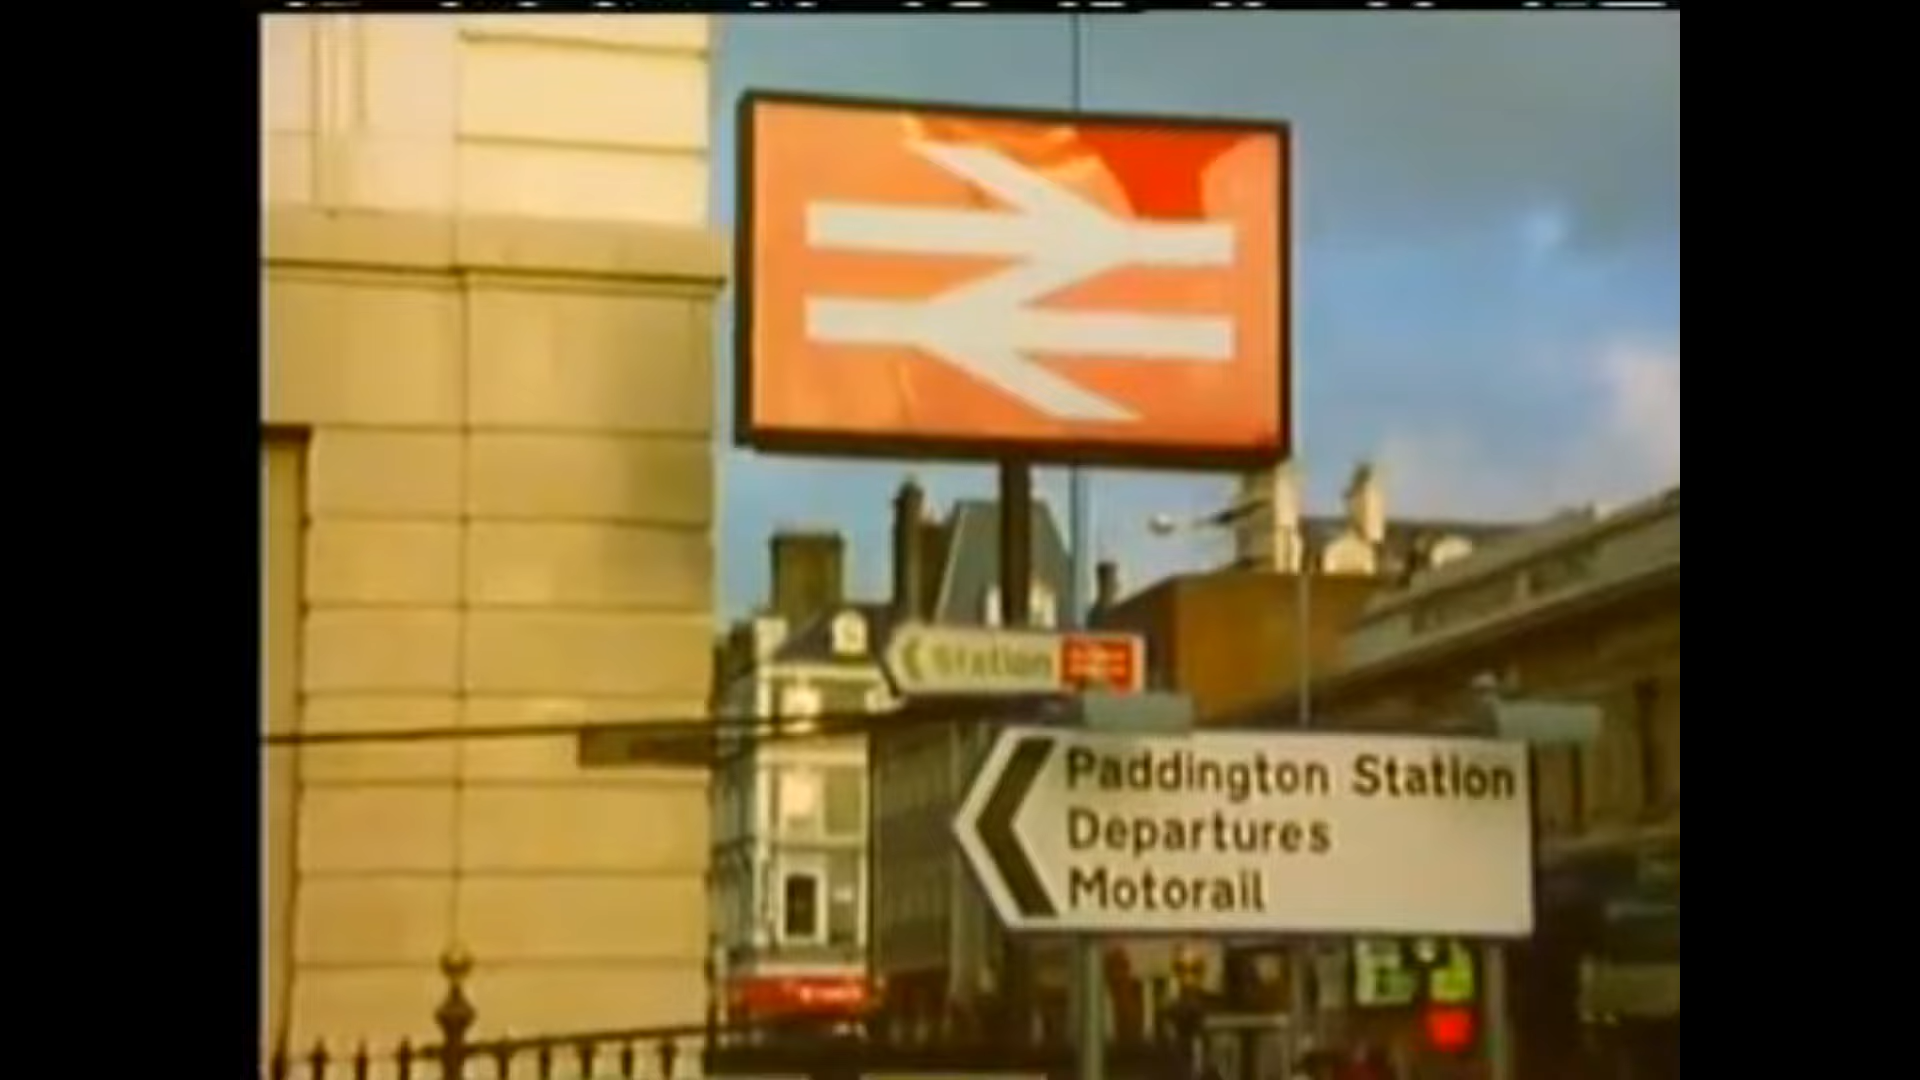 Station
Paddington Station
Departures
Motorail